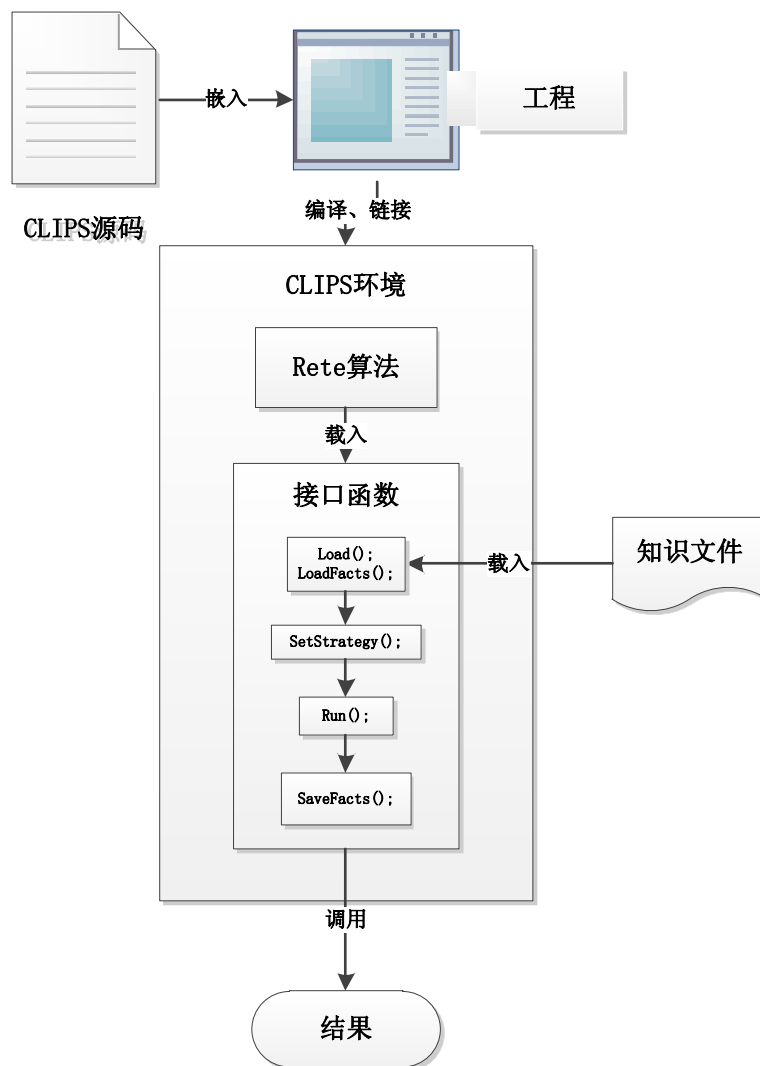 嵌入
工程
CLIPS源码
编译、链接
CLIPS环境
Rete算法
载入
接口函数
Load();
LoadFacts();
载入
知识文件
SetStrategy();
Run();
SaveFacts();
调用
结果